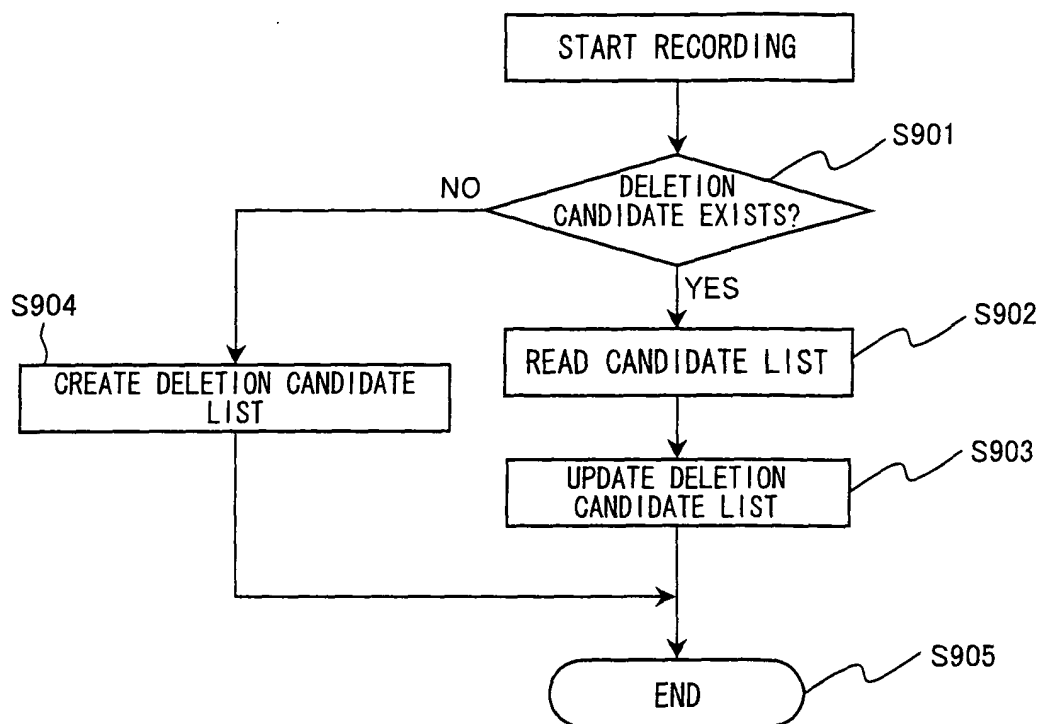 START RECORDING
S901
NO
DELETION
CANDIDATE EXISTS?
YES
S904
S902
READ CANDIDATE LIST
CREATE DELETION CANDIDATE
LIST
S903
UPDATE DELETION
CANDIDATE LIST
S905
END